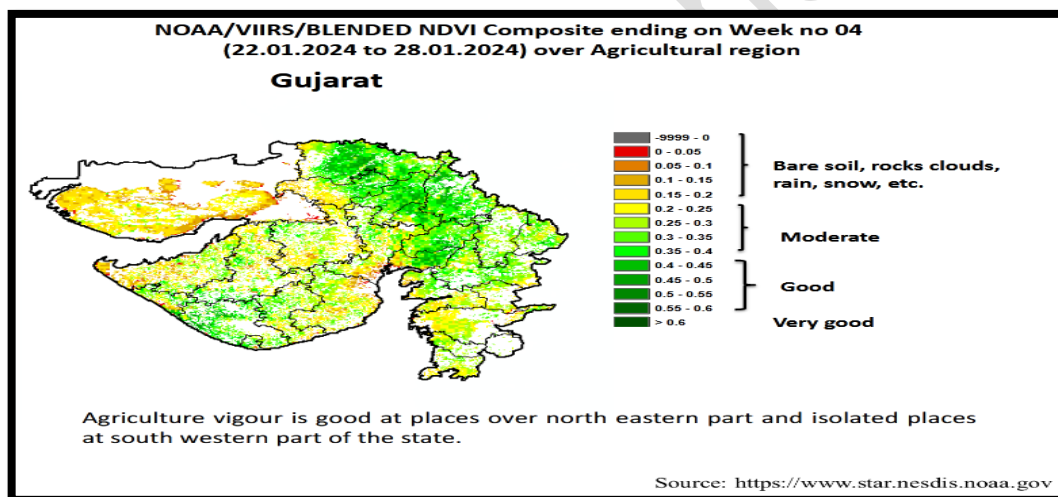 NOAA/VIIRS/BLENDED NDVI Composite ending on Week no 04
(22.01.2024 to 28.01.2024) over Agricultural region
Gujarat
-9999 - 0
0 - 0.05
0.05 - 0.1
0.1 - 0.15
0.15 - 0.2
0.2 - 0.25
0.25 - 0.3
0.3 - 0.35
0.35 - 0.4
0.4 - 0.45
0.45 - 0.5
0.5 - 0.55
0.55 - 0.6
> 0.6
Bare soil, rocks clouds,
rain, snow, etc.
Moderate
Good
Very good
Agriculture vigour is good at places over north eastern part and isolated places
at south western part of the state.
Source: https://www.star.nesdis.noaa.gov